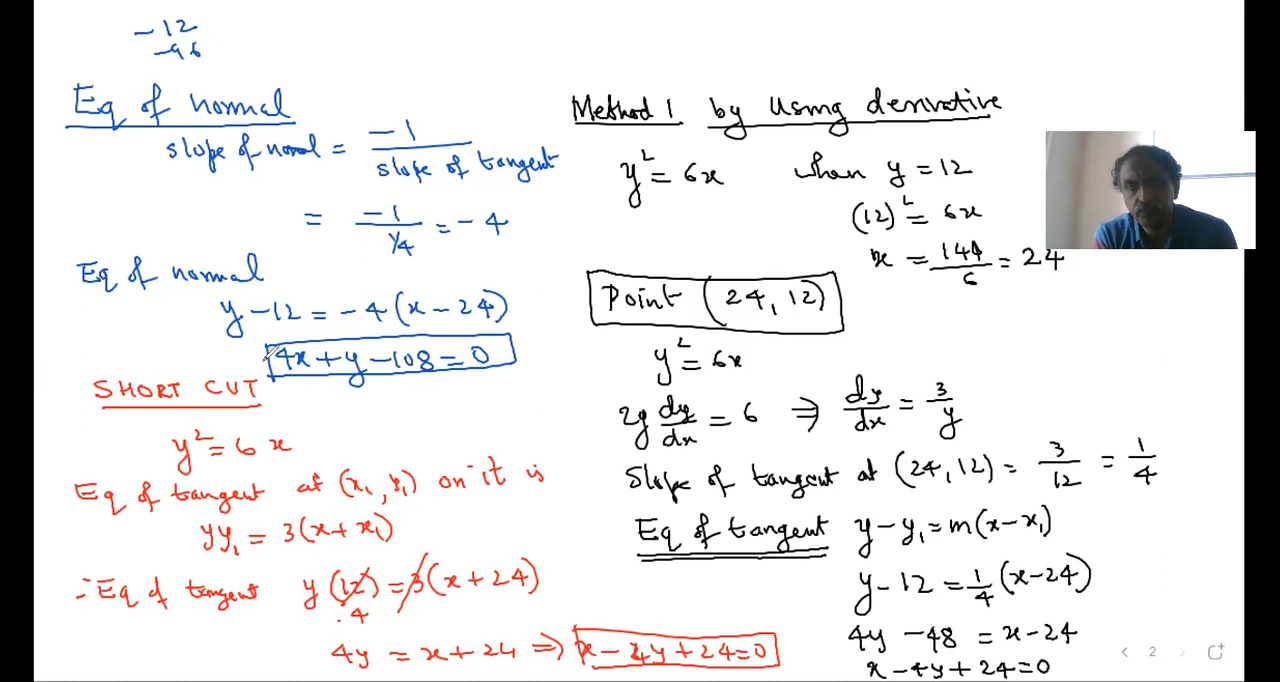 -12
-96
Eq of normal
slope of normal = -1 / slope of tangent
= -1 / 1/4 = -4
Eq of normal
y - 12 = -4 (x - 24)
4x + y - 108 = 0
SHORT CUT
y² = 6x
Eq of tangent at (x₁, y₁) on it is
yy₁ = 3(x + x₁)
∴ Eq of tangent y (12) = 3(x + 24)
4
4y = x + 24 ⇒ x - 4y + 24 = 0
Method 1 by Using derivative
y² = 6x when y = 12
(12)² = 6x
x = 144/6 = 24
Point (24, 12)
y² = 6x
2y dy/dx = 6 ⇒ dy/dx = 3/y
Slope of tangent at (24, 12) = 3/12 = 1/4
Eq of tangent y - y₁ = m(x - x₁)
y - 12 = 1/4 (x - 24)
4y - 48 = x - 24
x - 4y + 24 = 0
2